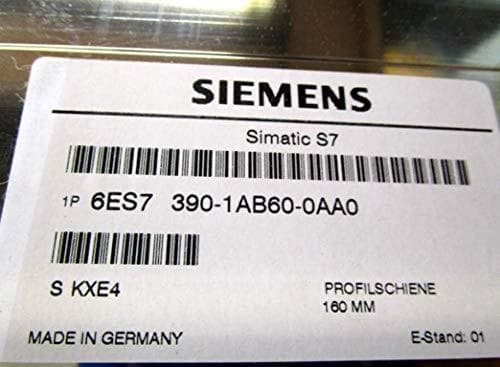 SIEMENS
Simatic S7
1P 6ES7 390-1AB60-0AA0
S KXE4
PROFILSCHIENE
160 MM
MADE IN GERMANY
E-Stand: 01